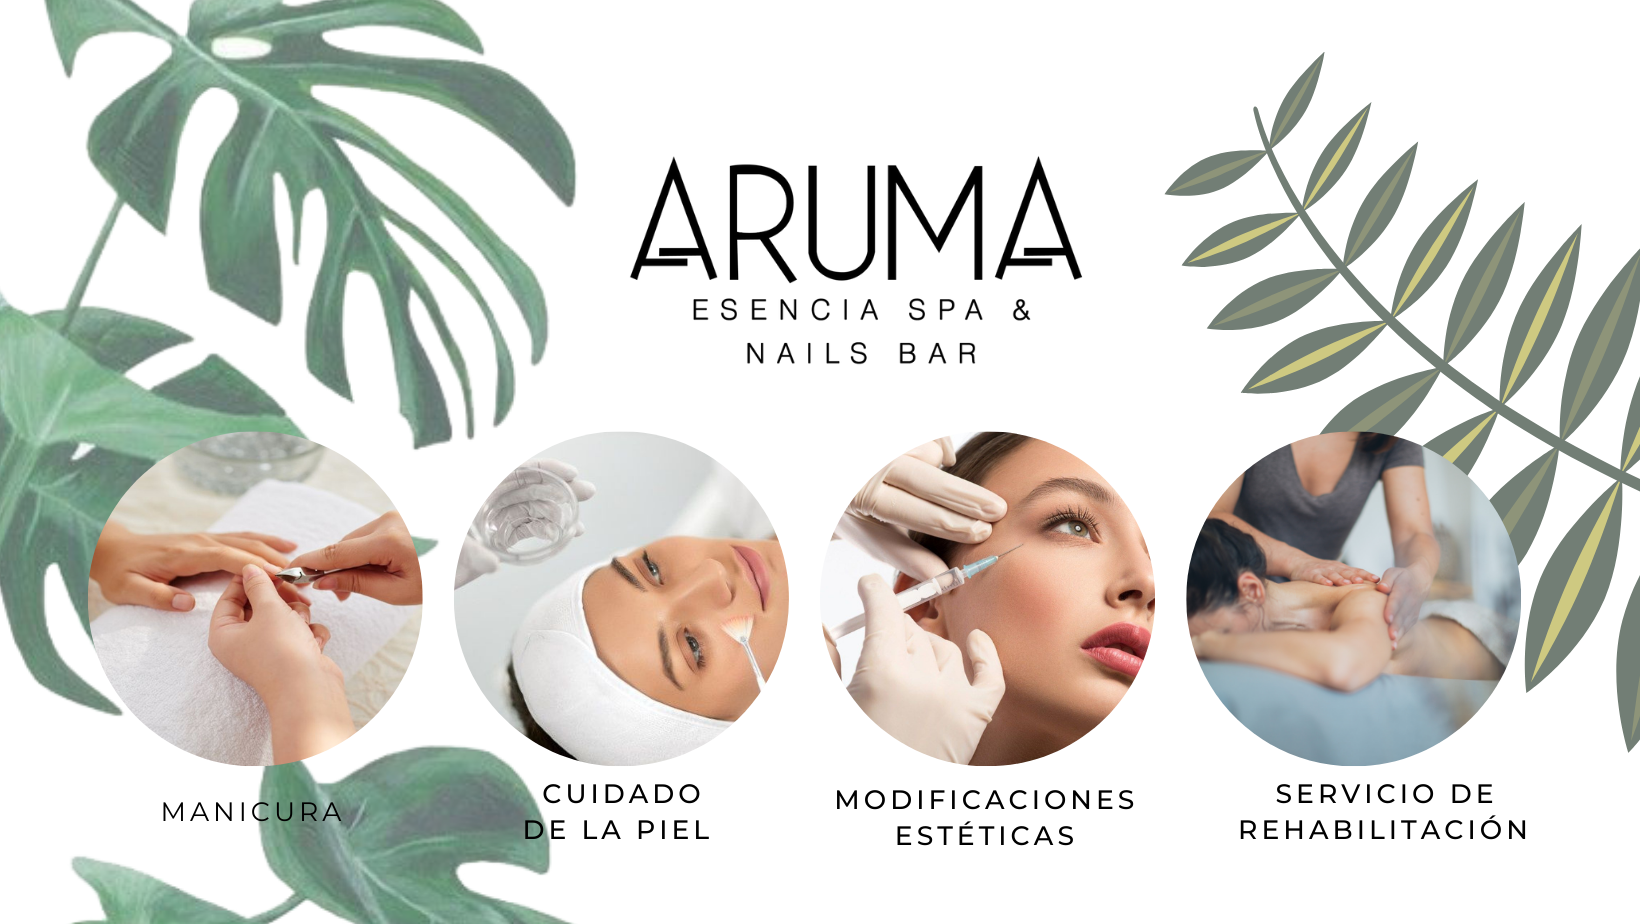 ARUMA
ESENCIA SPA &
NAILS BAR
MANICURA
CUIDADO
DE LA PIEL
MODIFICACIONES
ESTÉTICAS
SERVICIO DE
REHABILITACIÓN